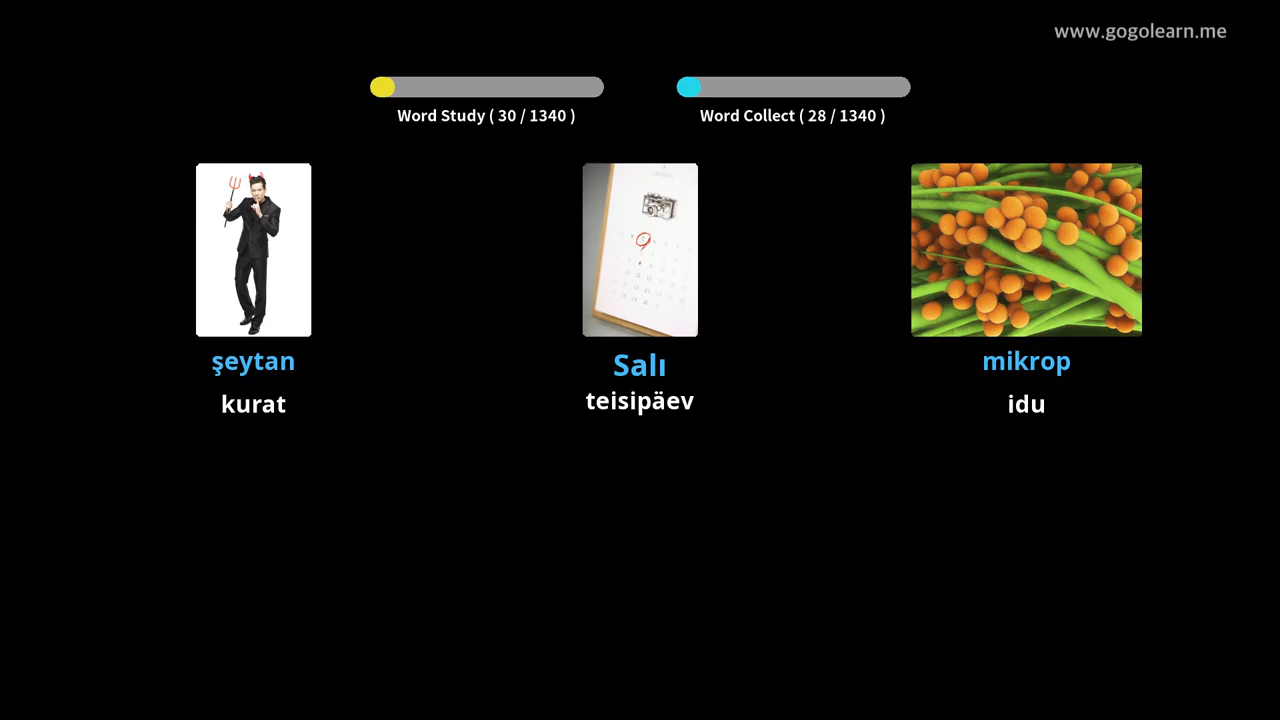 www.gogolearn.me
Word Study ( 30 / 1340 )
Word Collect ( 28 / 1340 )
şeytan
Salı
mikrop
kurat
teisipäev
idu